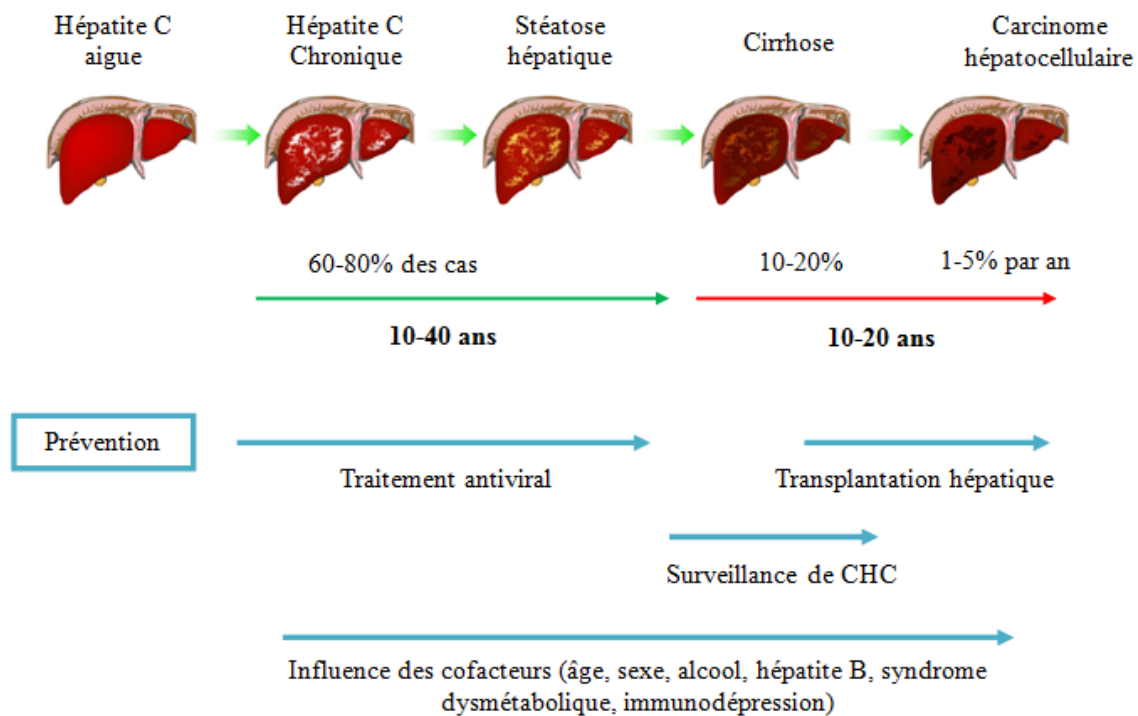 Hépatite C
aigue
Hépatite C
Chronique
Stéatose
hépatique
Cirrhose
Carcinome
hépatocellulaire
60-80% des cas
10-20%
1-5% par an
10-40 ans
10-20 ans
Prévention
Traitement antiviral
Transplantation hépatique
Surveillance de CHC
Influence des cofacteurs (âge, sexe, alcool, hépatite B, syndrome
dysmétabolique, immunodépression)